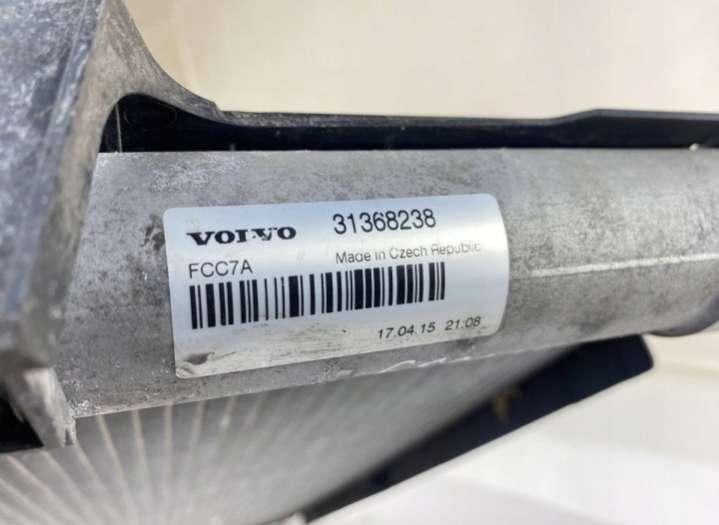 VOLVO 31368238
FCC7A Made in Czech Republic
17.04.15 21:08